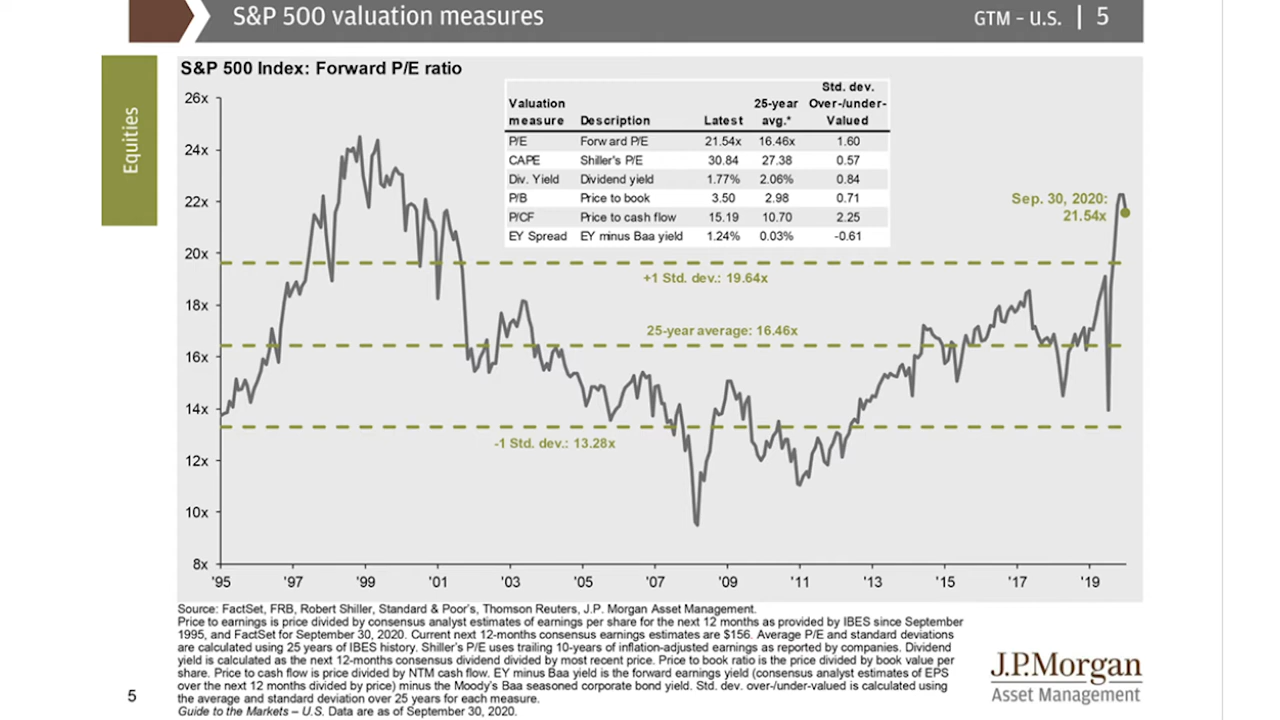 S&P 500 valuation measures
GTM – U.S. | 5
Equities
S&P 500 Index: Forward P/E ratio
Valuation measure Description Latest 25-year avg.* Std. dev. Over-/under-Valued
P/E Forward P/E 21.54x 16.46x 1.60
CAPE Shiller's P/E 30.84 27.38 0.57
Div. Yield Dividend yield 1.77% 2.06% 0.84
P/B Price to book 3.50 2.98 0.71
P/CF Price to cash flow 15.19 10.70 2.25
EY Spread EY minus Baa yield 1.24% 0.03% -0.61
26x
24x
22x
20x
18x
16x
14x
12x
10x
8x
Sep. 30, 2020:
21.54x
+1 Std. dev.: 19.64x
25-year average: 16.46x
-1 Std. dev.: 13.28x
'95 '97 '99 '01 '03 '05 '07 '09 '11 '13 '15 '17 '19
Source: FactSet, FRB, Robert Shiller, Standard & Poor's, Thomson Reuters, J.P. Morgan Asset Management.
Price to earnings is price divided by consensus analyst estimates of earnings per share for the next 12 months as provided by IBES since September
1995, and FactSet for September 30, 2020. Current next 12-months consensus earnings estimates are $156. Average P/E and standard deviations
are calculated using 25 years of IBES history. Shiller's P/E uses trailing 10-years of inflation-adjusted earnings as reported by companies. Dividend
yield is calculated as the next 12-months consensus dividend divided by most recent price. Price to book ratio is the price divided by book value per
share. Price to cash flow is price divided by NTM cash flow. EY minus Baa yield is the forward earnings yield (consensus analyst estimates of EPS
over the next 12 months divided by price) minus the Moody's Baa seasoned corporate bond yield. Std. dev. over-/under-valued is calculated using
the average and standard deviation over 25 years for each measure.
Guide to the Markets – U.S. Data are as of September 30, 2020.
5
J.P.Morgan
Asset Management